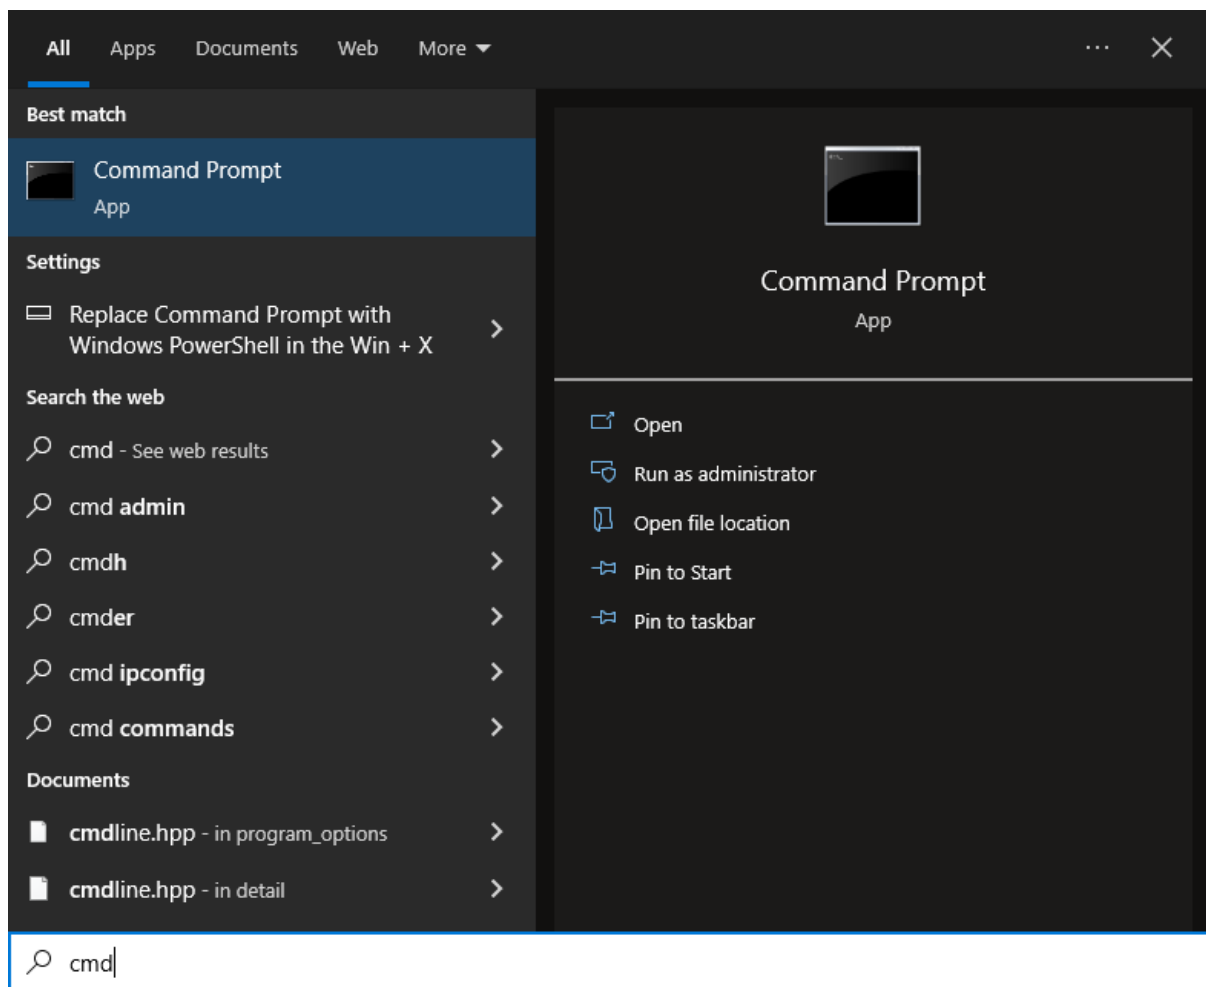 All Apps Documents Web More
Best match
Command Prompt
App
Settings
Replace Command Prompt with
Windows PowerShell in the Win + X
Search the web
cmd - See web results
cmd admin
cmdh
cmder
cmd ipconfig
cmd commands
Documents
cmdline.hpp - in program_options
cmdline.hpp - in detail
Command Prompt
App
Open
Run as administrator
Open file location
Pin to Start
Pin to taskbar
cmd